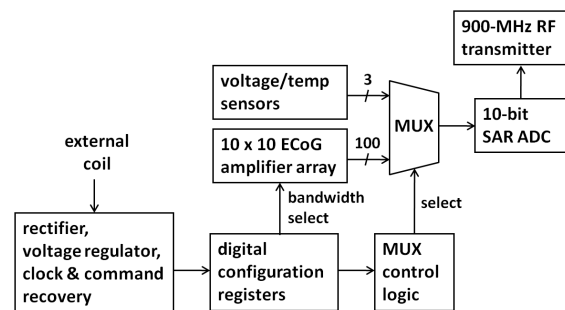 900-MHz RF
transmitter
voltage/temp
sensors
3
MUX
10-bit
SAR ADC
external
coil
10 x 10 ECoG
amplifier array
100
bandwidth
select
select
rectifier,
voltage regulator,
clock & command
recovery
digital
configuration
registers
MUX
control
logic